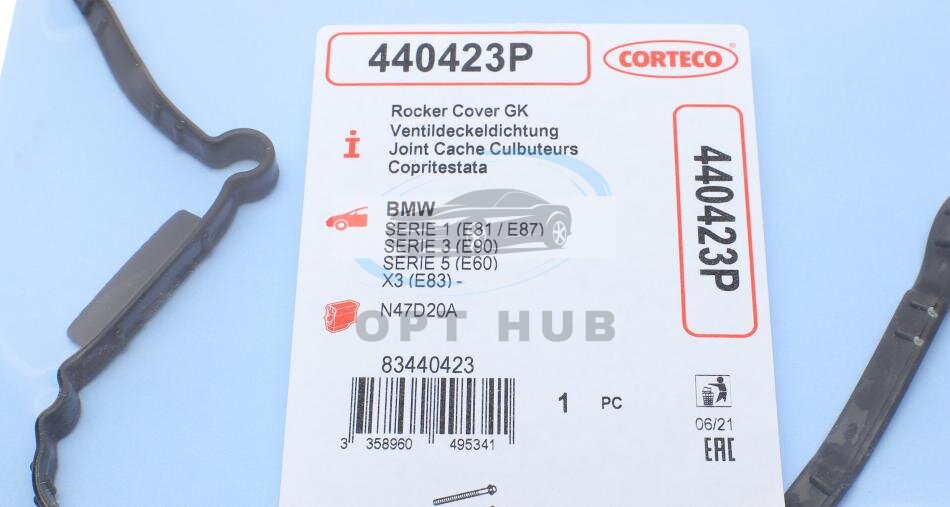 440423P
CORTECO
Rocker Cover GK
Ventildeckeldichtung
Joint Cache Culbuteurs
Copritestata
440423P
BMW
SERIE 1 (E81 / E87)
SERIE 3 (E90)
SERIE 5 (E60)
X3 (E83) -
N47D20A
OPT HUB
83440423
1 PC
3 358960 495341
06/21
EAC